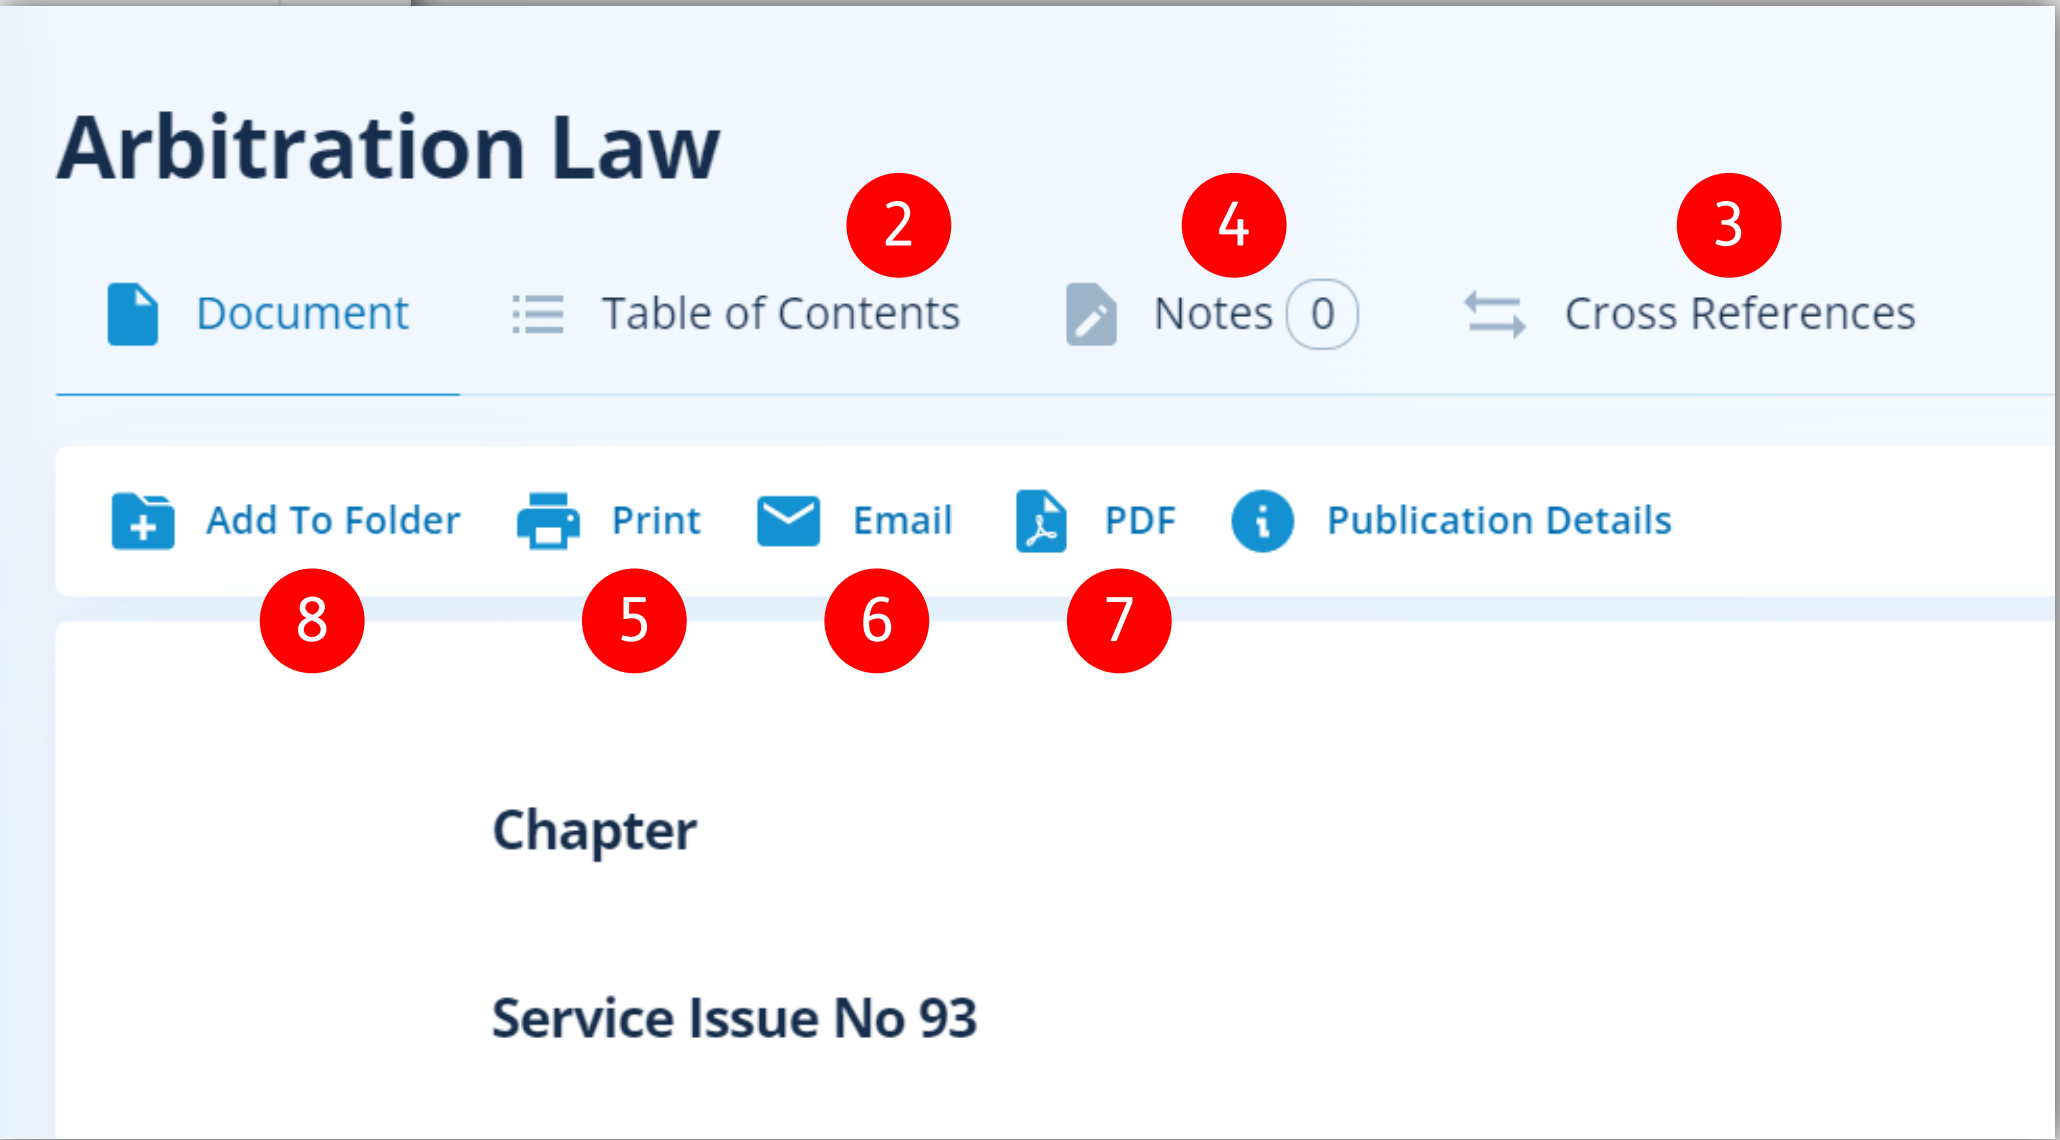 Arbitration Law
2 4 3
Document Table of Contents Notes 0 Cross References
Add To Folder Print Email PDF Publication Details
8 5 6 7
Chapter
Service Issue No 93